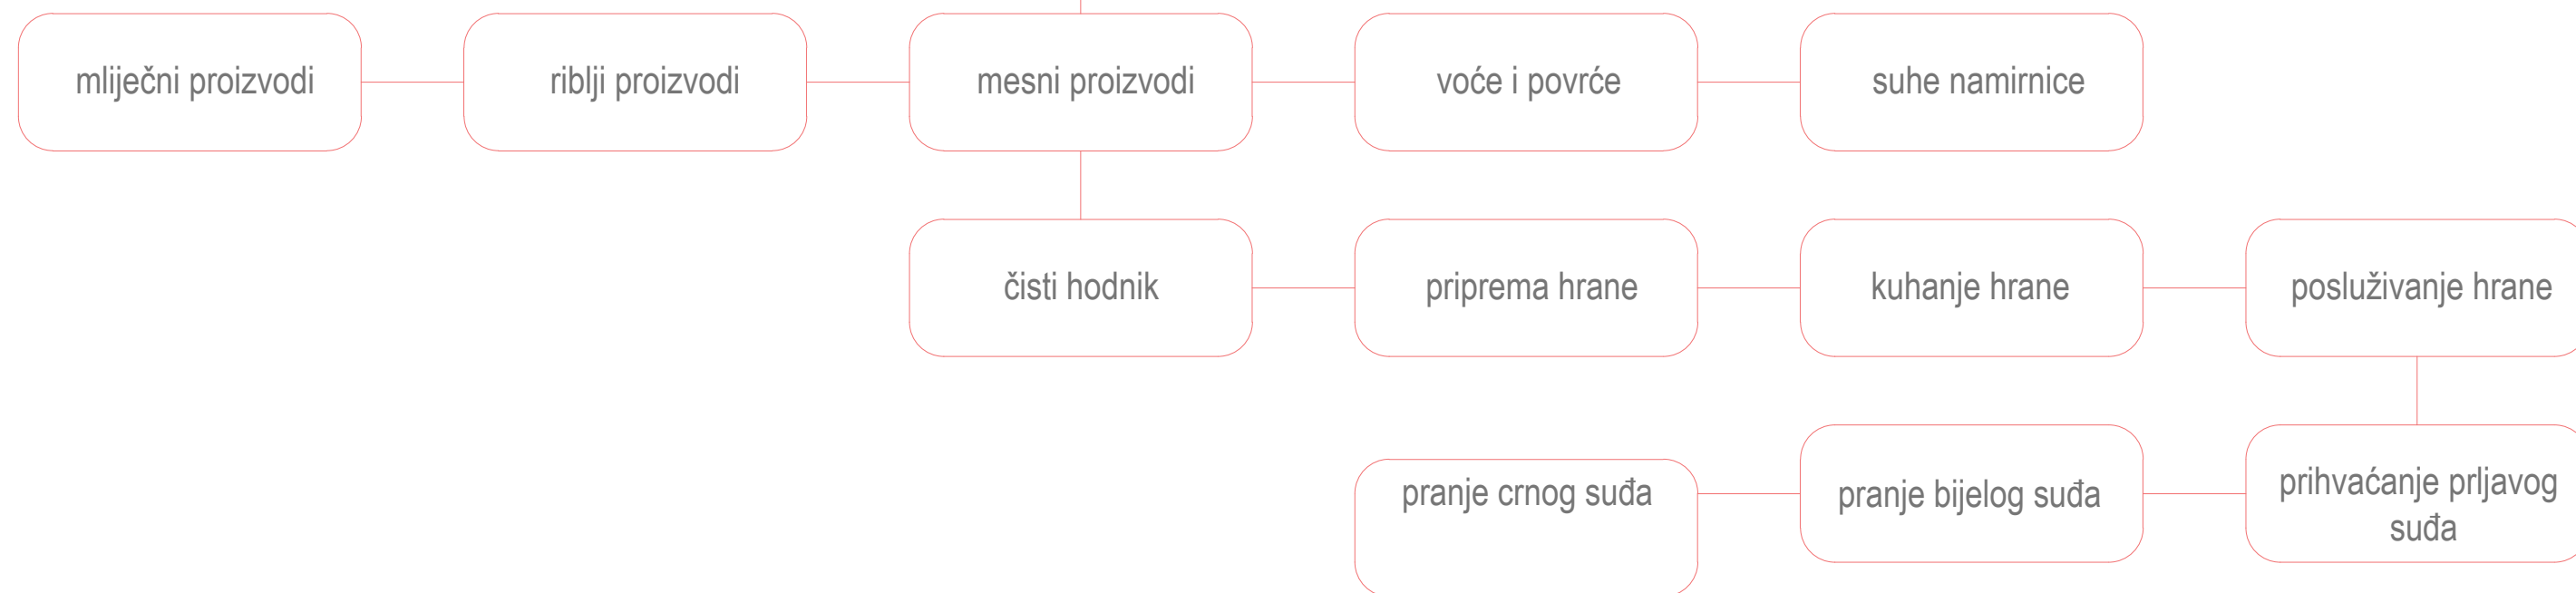 mliječni proizvodi
riblji proizvodi
mesni proizvodi
voće i povrće
suhe namirnice
čisti hodnik
priprema hrane
kuhanje hrane
posluživanje hrane
pranje crnog suđa
pranje bijelog suđa
prihvaćanje prljavog
suđa